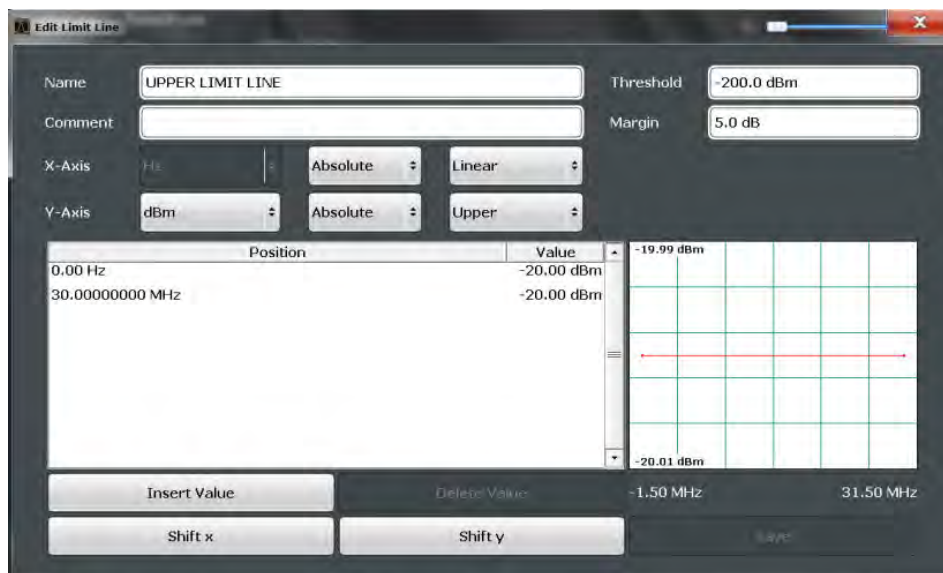 Edit Limit Line
Name UPPER LIMIT LINE Threshold -200.0 dBm
Comment Margin 5.0 dB
X-Axis Hz Absolute Linear
Y-Axis dBm Absolute Upper
Position Value
0.00 Hz -20.00 dBm
30.00000000 MHz -20.00 dBm
-19.99 dBm
-20.01 dBm
Insert Value Delete Value -1.50 MHz 31.50 MHz
Shift x Shift y Save